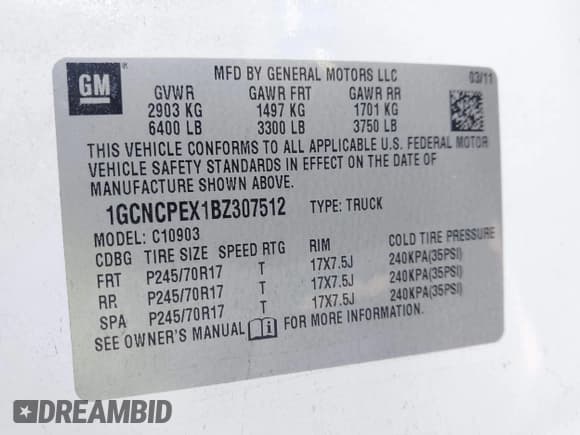 GM ® MFD BY GENERAL MOTORS LLC 03/11
GVWR GAWR FRT GAWR RR
2903 KG 1497 KG 1701 KG
6400 LB 3300 LB 3750 LB
THIS VEHICLE CONFORMS TO ALL APPLICABLE U.S. FEDERAL MOTOR
VEHICLE SAFETY STANDARDS IN EFFECT ON THE DATE OF
MANUFACTURE SHOWN ABOVE.
1GCNCPEX1BZ307512 TYPE: TRUCK
MODEL: C10903
CDBG TIRE SIZE SPEED RTG RIM COLD TIRE PRESSURE
FRT P245/70R17 T 17X7.5J 240KPA(35PSI)
RR P245/70R17 T 17X7.5J 240KPA(35PSI)
SPA P245/70R17 T 17X7.5J 240KPA(35PSI)
SEE OWNER'S MANUAL FOR MORE INFORMATION.
DREAMBID